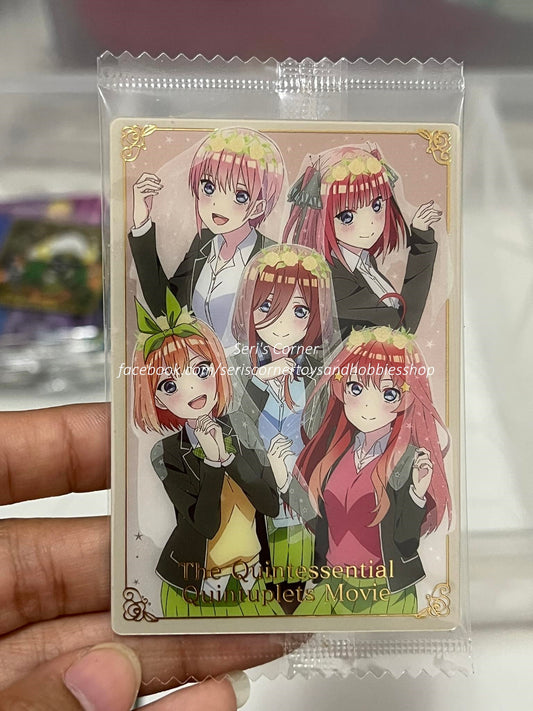 Seri's Corner
facebook.com/seriscornertoysandhobbiesshop
The Quintessential
Quintuplets Movie